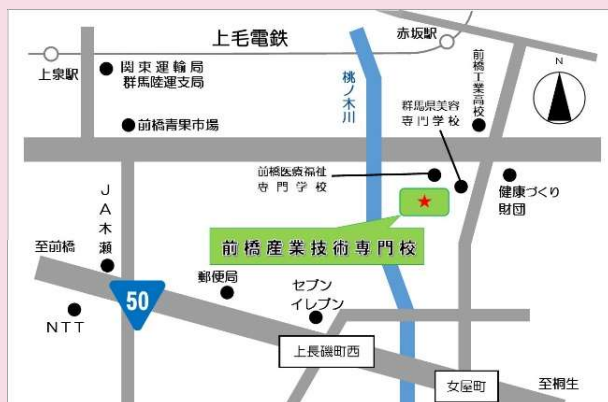 上毛電鉄
赤坂駅
上泉駅
関東運輸局
群馬陸運支局
前橋青果市場
桃ノ木川
前橋工業高校
N
群馬県美容
専門学校
前橋医療福祉
専門学校
健康づくり
財団
★
前橋産業技術専門校
JA木瀬
至前橋
50
郵便局
セブン
イレブン
NTT
上長磯町西
女屋町
至桐生